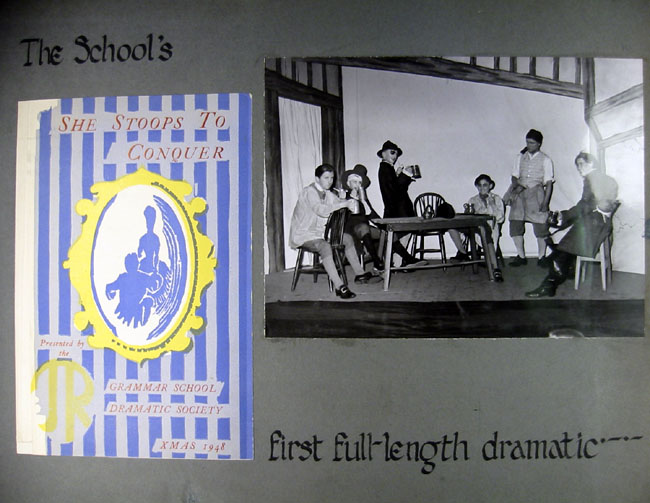 The School's
She Stoops To
Conquer
Presented by
the
JR
Grammar School
Dramatic Society
Xmas 1948
first full-length dramatic·–·–